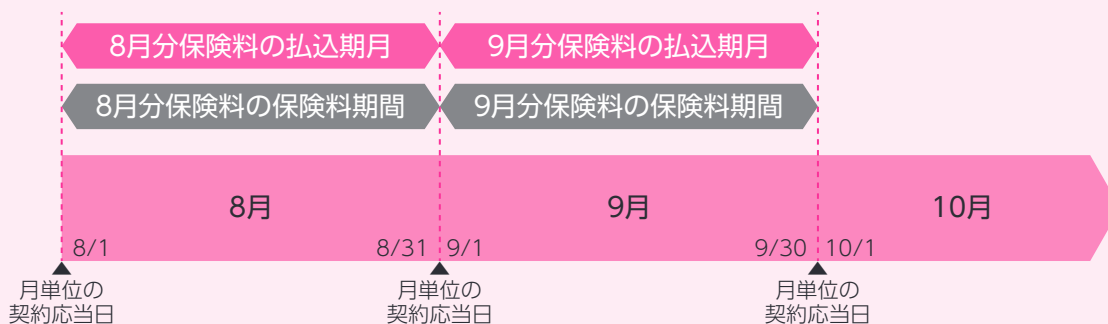 8月分保険料の払込期月 9月分保険料の払込期月
8月分保険料の保険料期間 9月分保険料の保険料期間
8月 9月 10月
8/1 8/31 9/1 9/30 10/1
▲ ▲ ▲
月単位の 月単位の 月単位の
契約応当日 契約応当日 契約応当日